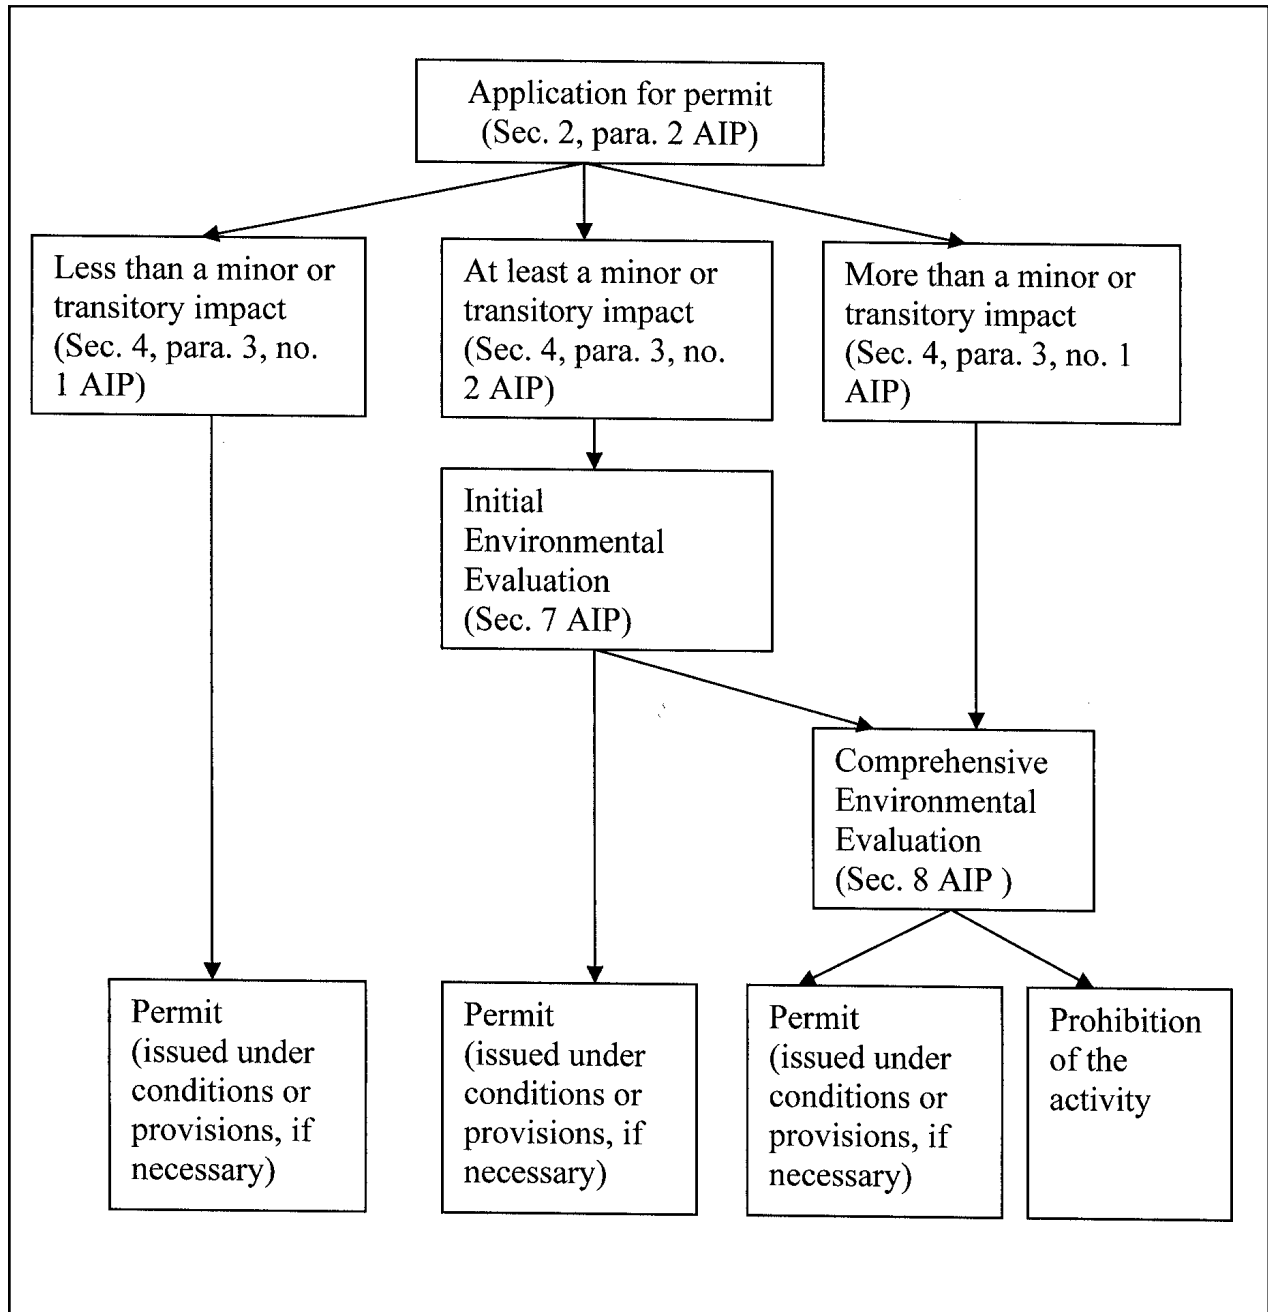 Application for permit
(Sec. 2, para. 2 AIP)
Less than a minor or
transitory impact
(Sec. 4, para. 3, no.
1 AIP)
At least a minor or
transitory impact
(Sec. 4, para. 3, no.
2 AIP)
More than a minor or
transitory impact
(Sec. 4, para. 3, no. 1
AIP)
Initial
Environmental
Evaluation
(Sec. 7 AIP)
Comprehensive
Environmental
Evaluation
(Sec. 8 AIP )
Permit
(issued under
conditions or
provisions, if
necessary)
Permit
(issued under
conditions or
provisions, if
necessary)
Permit
(issued under
conditions or
provisions, if
necessary)
Prohibition
of the
activity